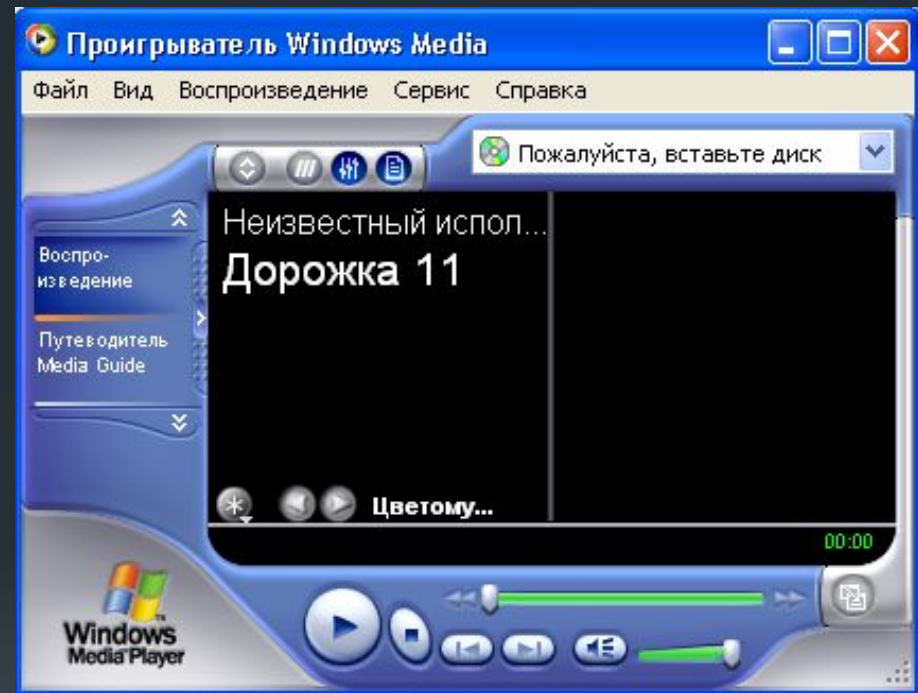 Проигрыватель Windows Media
Файл Вид Воспроизведение Сервис Справка
Пожалуйста, вставьте диск
Неизвестный испол...
Дорожка 11
Воспро-
изведение
Путеводитель
Media Guide
Цветому...
00:00
Windows
Media Player